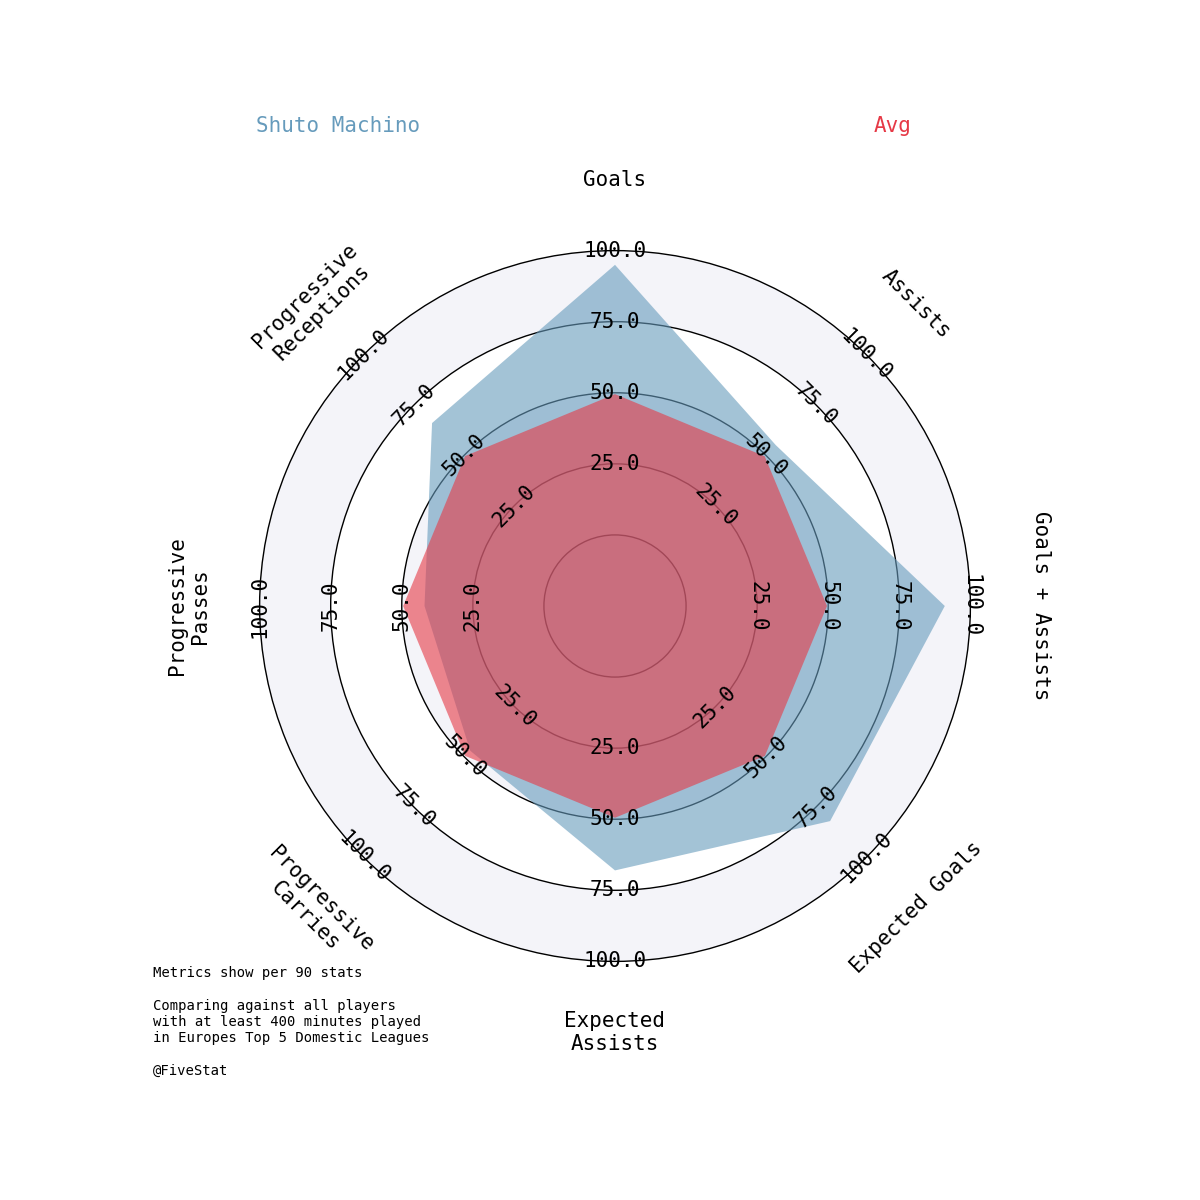 Shuto Machino
Avg
Goals
Assists
Goals + Assists
Expected Goals
Expected
Assists
Progressive
Carries
Progressive
Passes
Progressive
Receptions
25.0
50.0
75.0
100.0
25.0
50.0
75.0
100.0
25.0
50.0
75.0
100.0
25.0
50.0
75.0
100.0
25.0
50.0
75.0
100.0
25.0
50.0
75.0
100.0
25.0
50.0
75.0
100.0
25.0
50.0
75.0
100.0
Metrics show per 90 stats
Comparing against all players
with at least 400 minutes played
in Europes Top 5 Domestic Leagues
@FiveStat